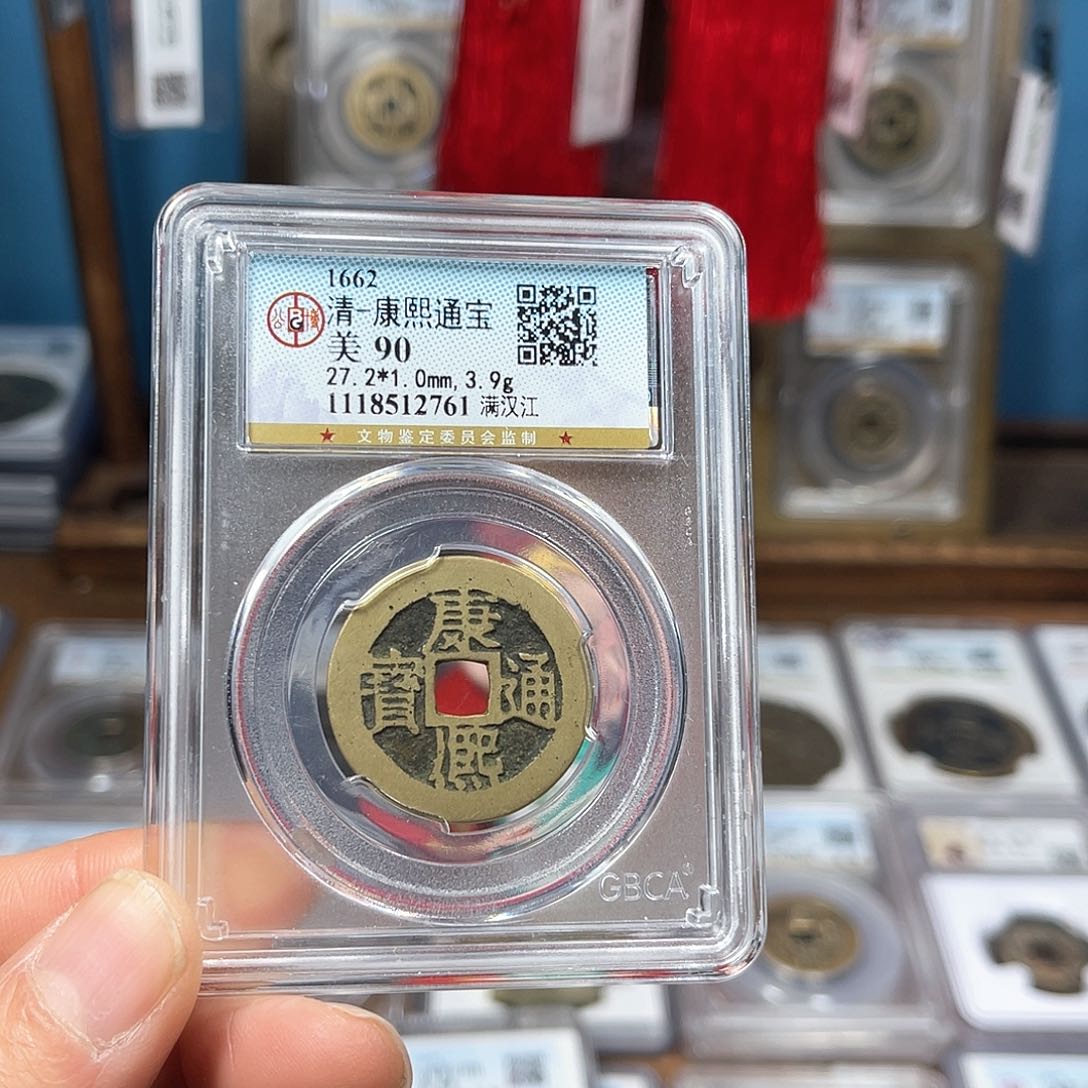 1662
清-康熙通宝
美 90
27.2*1.0mm, 3.9g
1118512761 满汉江
★ 文物鉴定委员会监制 ★
康
寶 通
熙
GBCA